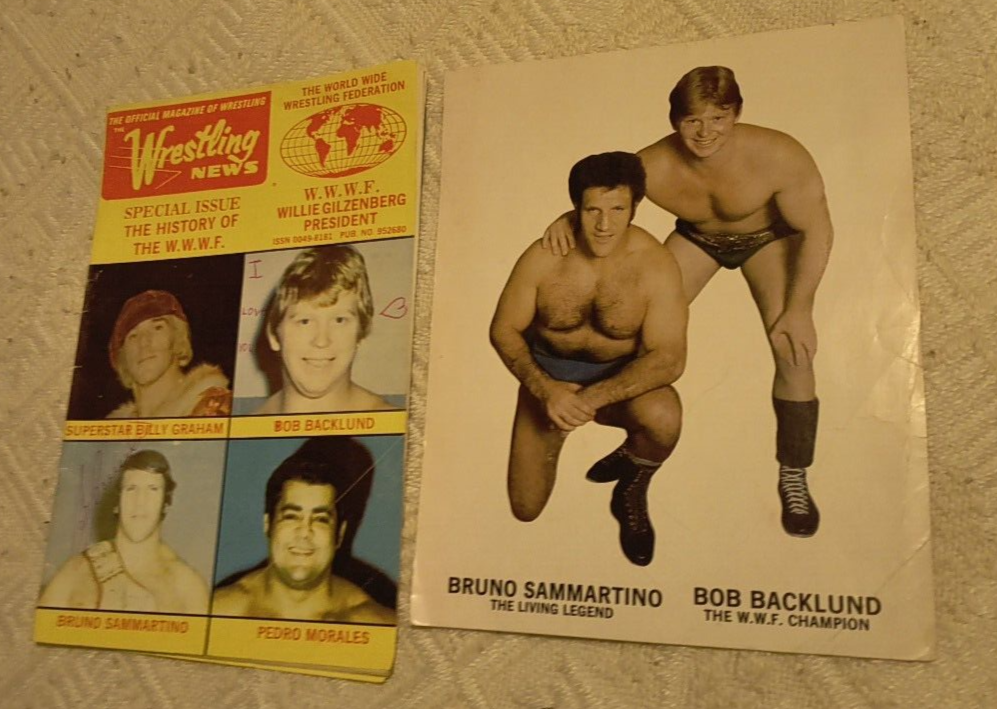 THE OFFICIAL MAGAZINE OF WRESTLING
THE
Wrestling
NEWS
SPECIAL ISSUE
THE HISTORY OF
THE W.W.W.F.
THE WORLD WIDE
WRESTLING FEDERATION
W.W.W.F.
WILLIE GILZENBERG
PRESIDENT
ISSN 0049-8181 PUB. NO. 952680
I
LOV
SUPERSTAR BILLY GRAHAM
BOB BACKLUND
BRUNO SAMMARTINO
PEDRO MORALES
BRUNO SAMMARTINO
THE LIVING LEGEND
BOB BACKLUND
THE W.W.F. CHAMPION